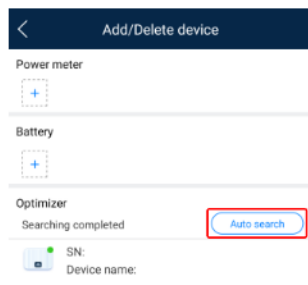 Add/Delete device
Power meter
+
Battery
+
Optimizer
Searching completed Auto search
SN:
Device name: